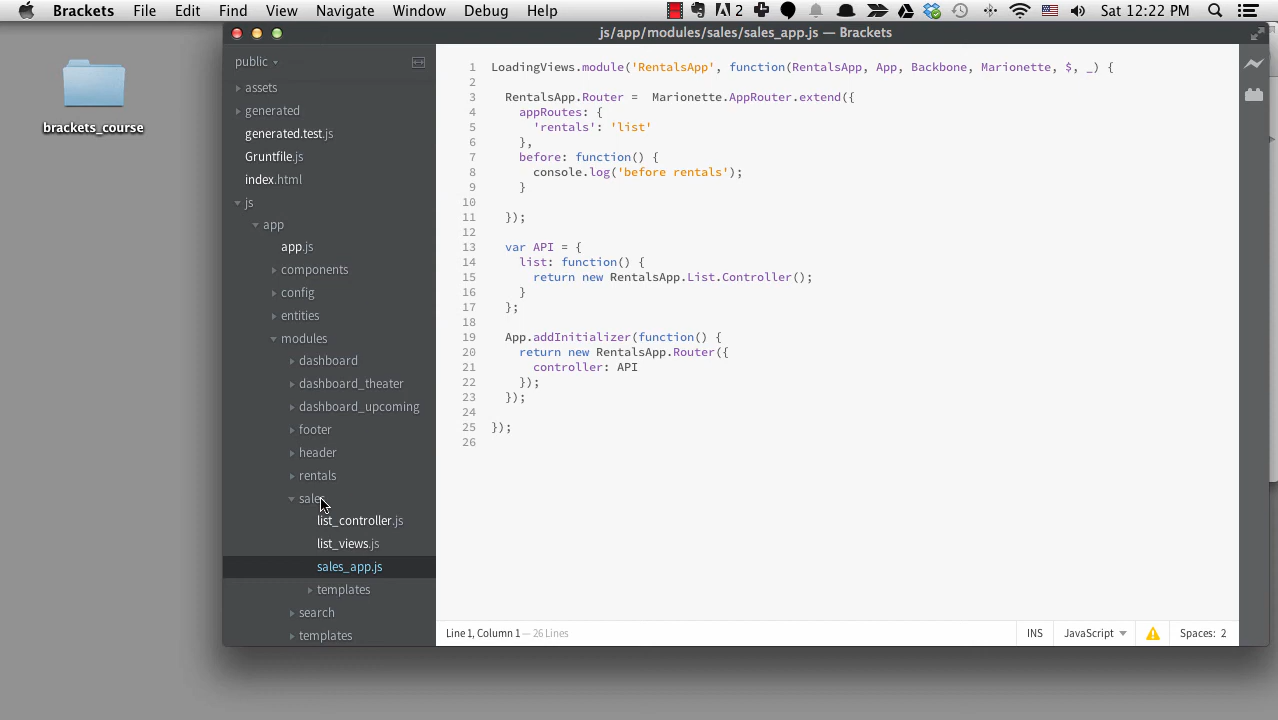 Brackets File Edit Find View Navigate Window Debug Help 2 Sat 12:22 PM
js/app/modules/sales/sales_app.js — Brackets
brackets_course
public
assets
generated
generated.test.js
Gruntfile.js
index.html
js
app
app.js
components
config
entities
modules
dashboard
dashboard_theater
dashboard_upcoming
footer
header
rentals
sales
list_controller.js
list_views.js
sales_app.js
templates
search
templates
1 LoadingViews.module('RentalsApp', function(RentalsApp, App, Backbone, Marionette, $, _) {
2
3 RentalsApp.Router =  Marionette.AppRouter.extend({
4 appRoutes: {
5 'rentals': 'list'
6 },
7 before: function() {
8 console.log('before rentals');
9 }
10
11 });
12
13 var API = {
14 list: function() {
15 return new RentalsApp.List.Controller();
16 }
17 };
18
19 App.addInitializer(function() {
20 return new RentalsApp.Router({
21 controller: API
22 });
23 });
24
25 });
26
Line 1, Column 1 — 26 Lines INS JavaScript Spaces: 2